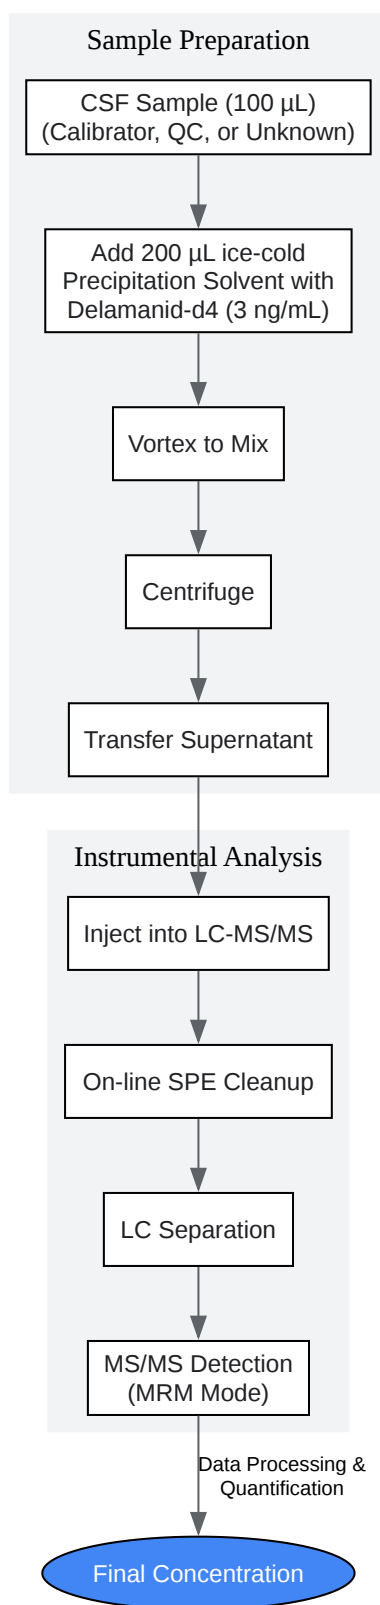 Sample Preparation
CSF Sample (100 µL)
(Calibrator, QC, or Unknown)
Add 200 µL ice-cold
Precipitation Solvent with
Delamanid-d4 (3 ng/mL)
Vortex to Mix
Centrifuge
Transfer Supernatant
Instrumental Analysis
Inject into LC-MS/MS
On-line SPE Cleanup
LC Separation
MS/MS Detection
(MRM Mode)
Data Processing &
Quantification
Final Concentration